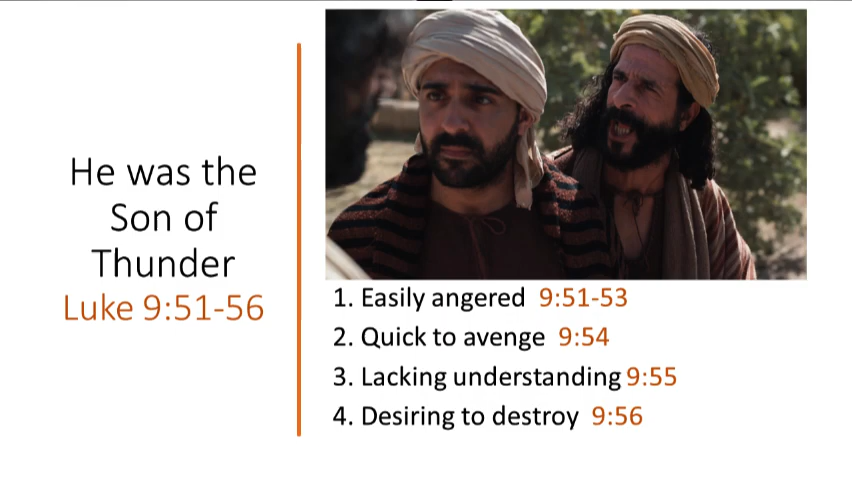 He was the
Son of
Thunder
Luke 9:51-56
1. Easily angered 9:51-53
2. Quick to avenge 9:54
3. Lacking understanding 9:55
4. Desiring to destroy 9:56